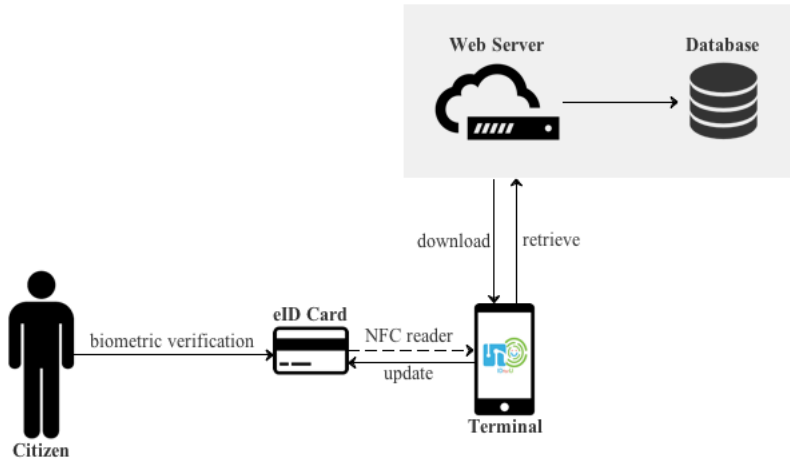 Web Server
Database
download
retrieve
eID Card
NFC reader
biometric verification
update
Terminal
Citizen